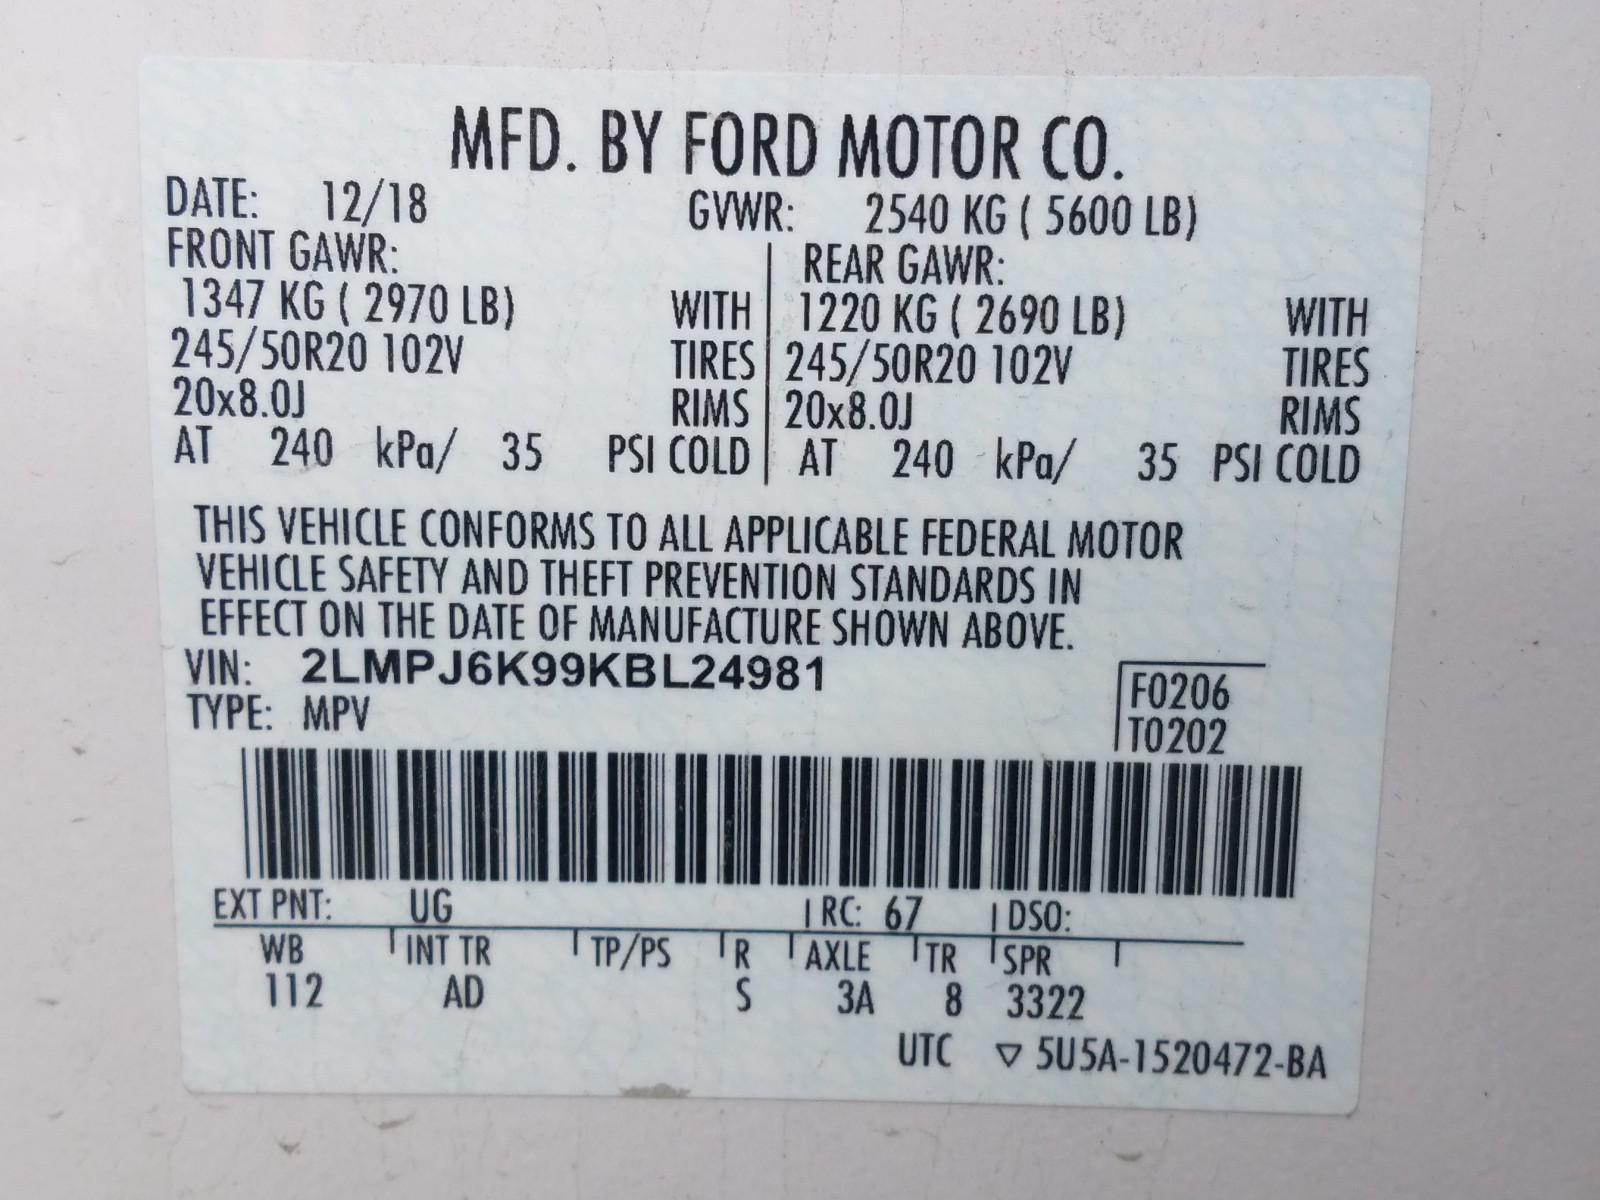 MFD. BY FORD MOTOR CO.
DATE: 12/18 GVWR: 2540 KG ( 5600 LB)
FRONT GAWR: REAR GAWR:
1347 KG ( 2970 LB) WITH 1220 KG ( 2690 LB) WITH
245/50R20 102V TIRES 245/50R20 102V TIRES
20x8.0J RIMS 20x8.0J RIMS
AT 240 kPa/ 35 PSI COLD AT 240 kPa/ 35 PSI COLD
THIS VEHICLE CONFORMS TO ALL APPLICABLE FEDERAL MOTOR
VEHICLE SAFETY AND THEFT PREVENTION STANDARDS IN
EFFECT ON THE DATE OF MANUFACTURE SHOWN ABOVE.
VIN: 2LMPJ6K99KBL24981
F0206
TYPE: MPV
T0202
EXT PNT: UG RC: 67 DSO:
WB INT TR TP/PS R AXLE TR SPR
112 AD S 3A 8 3322
UTC ▽ 5U5A-1520472-BA